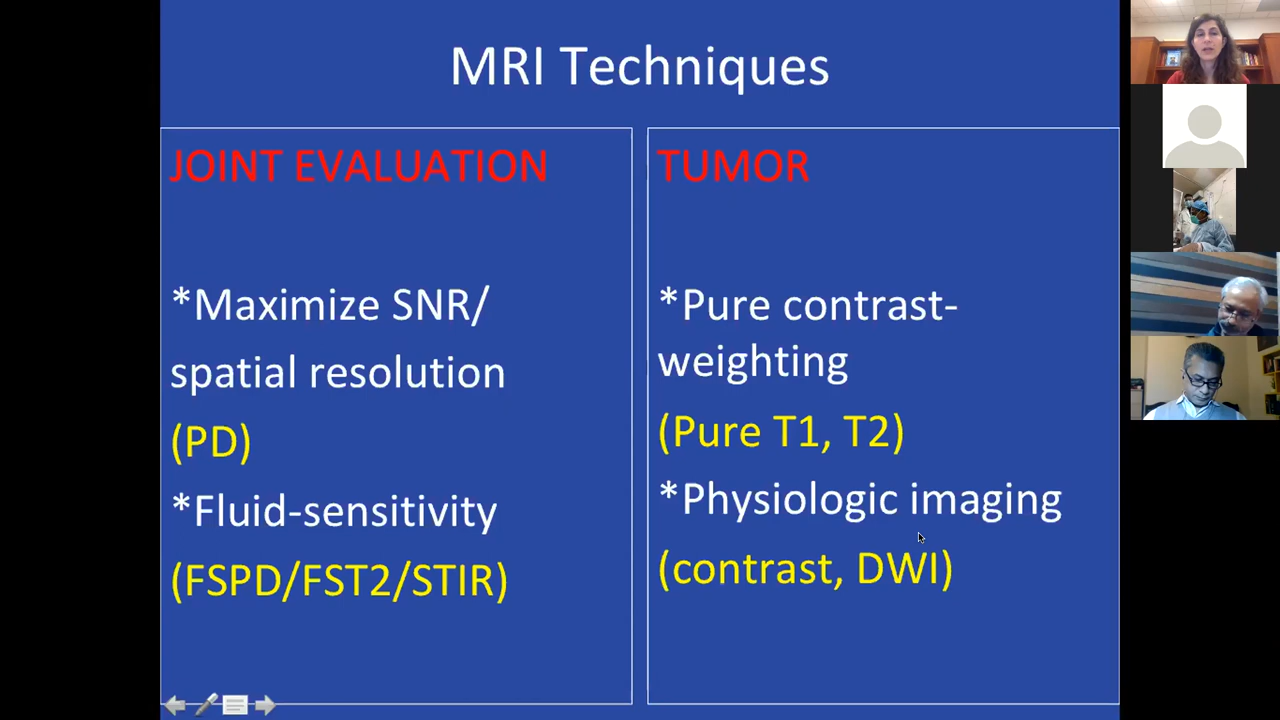 MRI Techniques
JOINT EVALUATION
*Maximize SNR/
spatial resolution
(PD)
*Fluid-sensitivity
(FSPD/FST2/STIR)
TUMOR
*Pure contrast-
weighting
(Pure T1, T2)
*Physiologic imaging
(contrast, DWI)